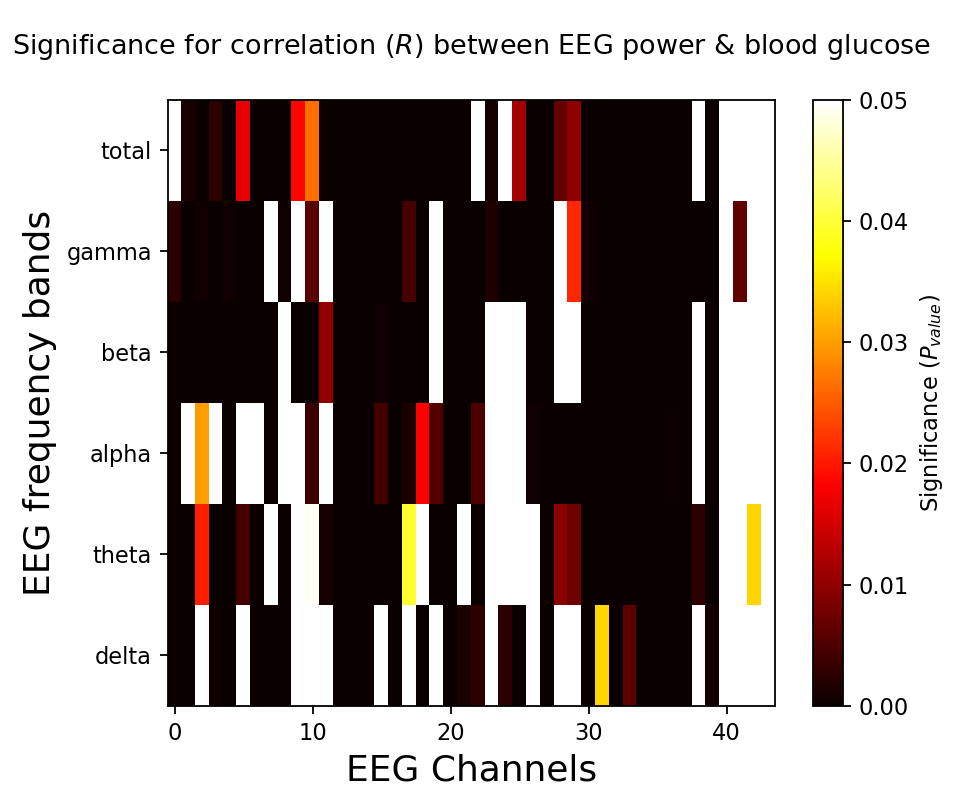 Significance for correlation (R) between EEG power & blood glucose
total
gamma
beta
alpha
theta
delta
EEG frequency bands
0 10 20 30 40
EEG Channels
0.05
0.04
0.03
0.02
0.01
0.00
Significance (P_value)